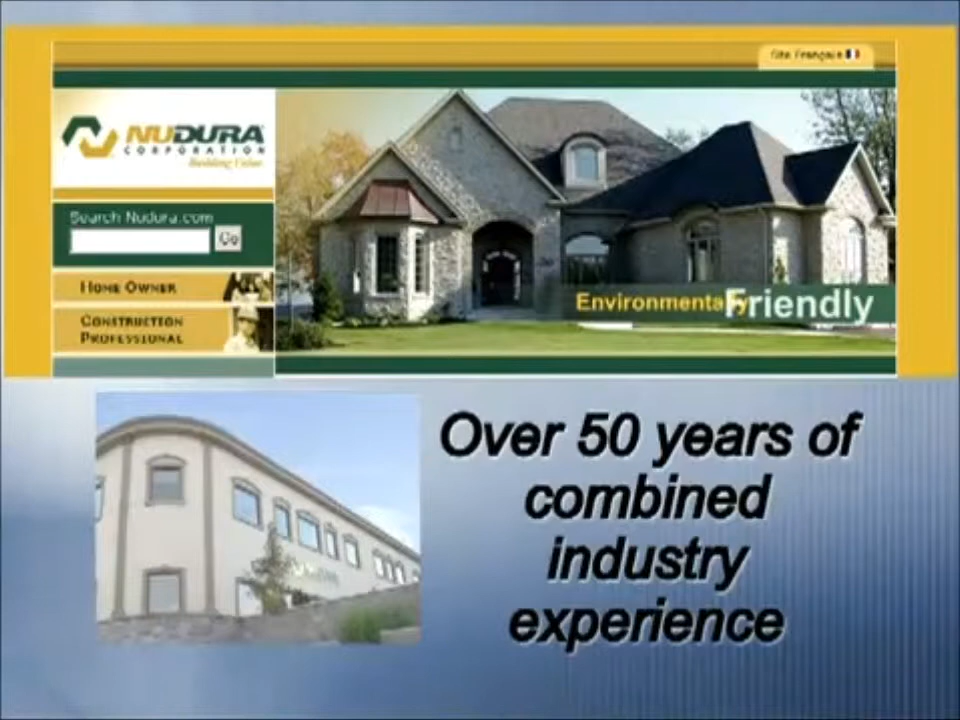 Site Français
NUDURA
CORPORATION
Building Value
Search Nudura.com
Go
HOME OWNER
CONSTRUCTION
PROFESSIONAL
Environmentally Friendly
Over 50 years of
combined
industry
experience